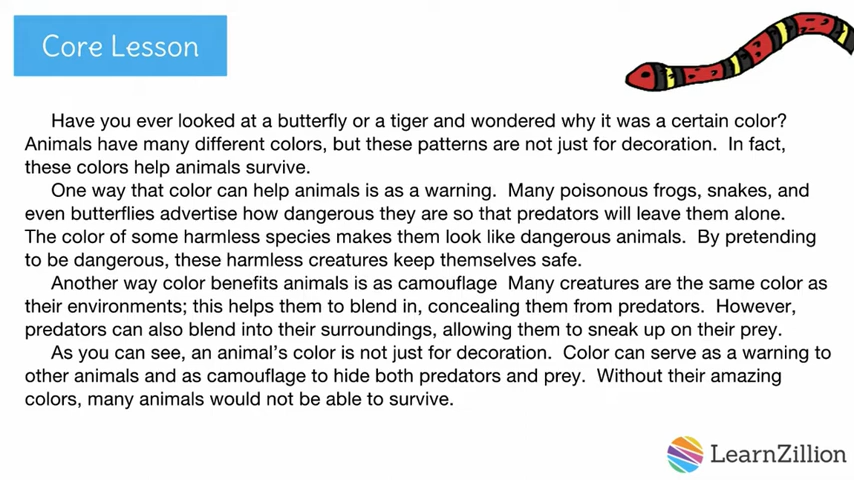 Core Lesson
Have you ever looked at a butterfly or a tiger and wondered why it was a certain color?
Animals have many different colors, but these patterns are not just for decoration.  In fact,
these colors help animals survive.
One way that color can help animals is as a warning.  Many poisonous frogs, snakes, and
even butterflies advertise how dangerous they are so that predators will leave them alone.
The color of some harmless species makes them look like dangerous animals.  By pretending
to be dangerous, these harmless creatures keep themselves safe.
Another way color benefits animals is as camouflage  Many creatures are the same color as
their environments; this helps them to blend in, concealing them from predators.  However,
predators can also blend into their surroundings, allowing them to sneak up on their prey.
As you can see, an animal's color is not just for decoration.  Color can serve as a warning to
other animals and as camouflage to hide both predators and prey.  Without their amazing
colors, many animals would not be able to survive.
LearnZillion